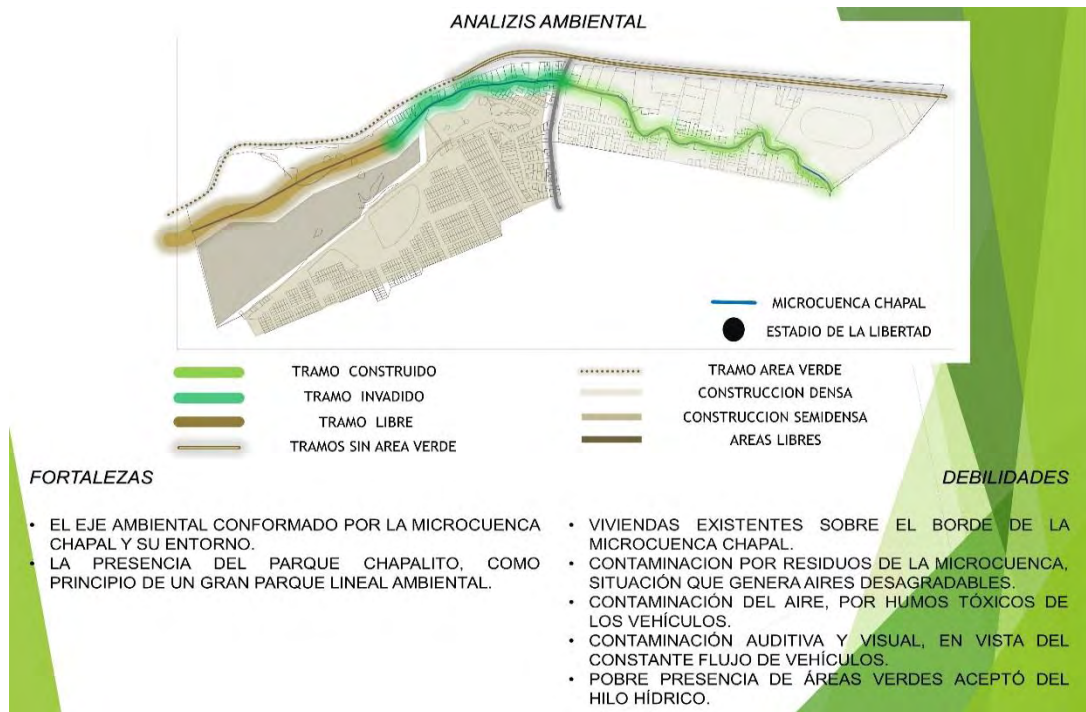 ANALIZIS AMBIENTAL
MICROCUENCA CHAPAL
ESTADIO DE LA LIBERTAD
TRAMO CONSTRUIDO
TRAMO INVADIDO
TRAMO LIBRE
TRAMOS SIN AREA VERDE
TRAMO AREA VERDE
CONSTRUCCION DENSA
CONSTRUCCION SEMIDENSA
AREAS LIBRES
FORTALEZAS
• EL EJE AMBIENTAL CONFORMADO POR LA MICROCUENCA
CHAPAL Y SU ENTORNO.
• LA PRESENCIA DEL PARQUE CHAPALITO, COMO
PRINCIPIO DE UN GRAN PARQUE LINEAL AMBIENTAL.
DEBILIDADES
• VIVIENDAS EXISTENTES SOBRE EL BORDE DE LA
MICROCUENCA CHAPAL.
• CONTAMINACION POR RESIDUOS DE LA MICROCUENCA,
SITUACIÓN QUE GENERA AIRES DESAGRADABLES.
• CONTAMINACIÓN DEL AIRE, POR HUMOS TÓXICOS DE
LOS VEHÍCULOS.
• CONTAMINACIÓN AUDITIVA Y VISUAL, EN VISTA DEL
CONSTANTE FLUJO DE VEHÍCULOS.
• POBRE PRESENCIA DE ÁREAS VERDES ACEPTÓ DEL
HILO HÍDRICO.